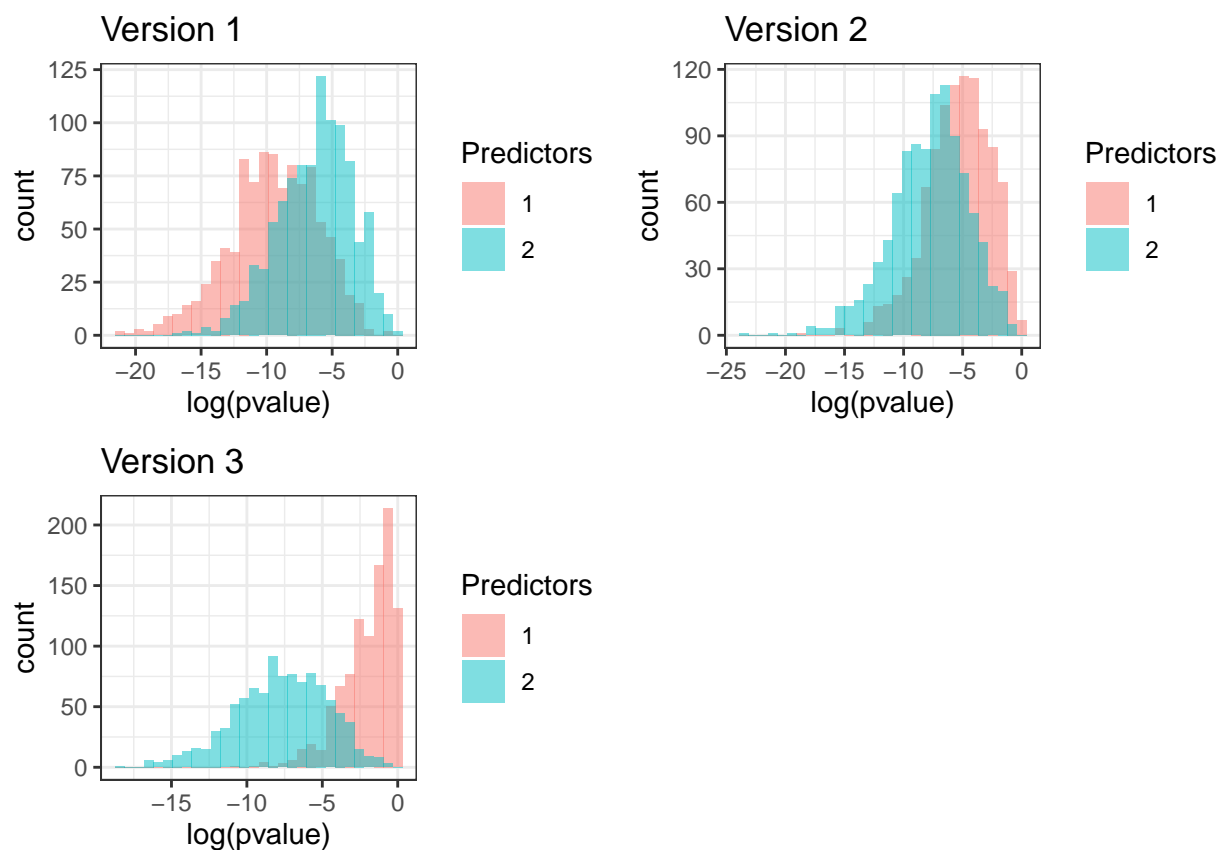 Version 1
125
100
75
50
25
0
count
−20 −15 −10 −5 0
log(pvalue)
Predictors
1
2
Version 2
120
90
60
30
0
count
−25 −20 −15 −10 −5 0
log(pvalue)
Predictors
1
2
Version 3
200
150
100
50
0
count
−15 −10 −5 0
log(pvalue)
Predictors
1
2